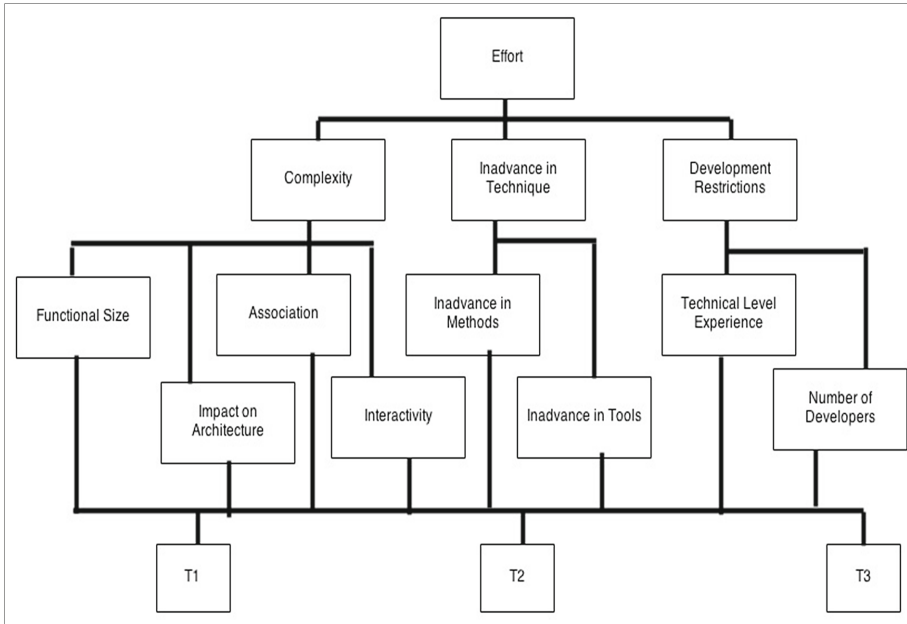 Effort
Complexity
Inadvance in
Technique
Development
Restrictions
Functional Size
Association
Inadvance in
Methods
Technical Level
Experience
Impact on
Architecture
Interactivity
Inadvance in Tools
Number of
Developers
T1
T2
T3